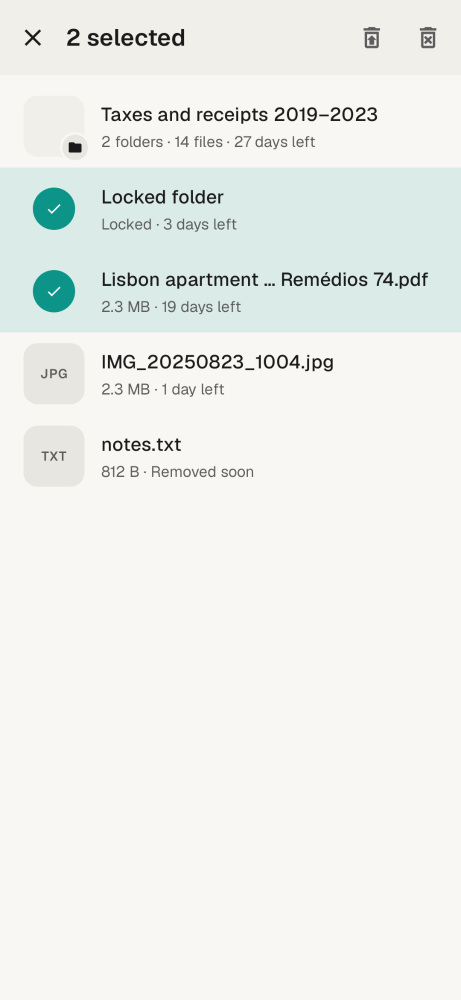 2 selected
Taxes and receipts 2019–2023
2 folders · 14 files · 27 days left
Locked folder
Locked · 3 days left
Lisbon apartment … Remédios 74.pdf
2.3 MB · 19 days left
JPG
IMG_20250823_1004.jpg
2.3 MB · 1 day left
TXT
notes.txt
812 B · Removed soon